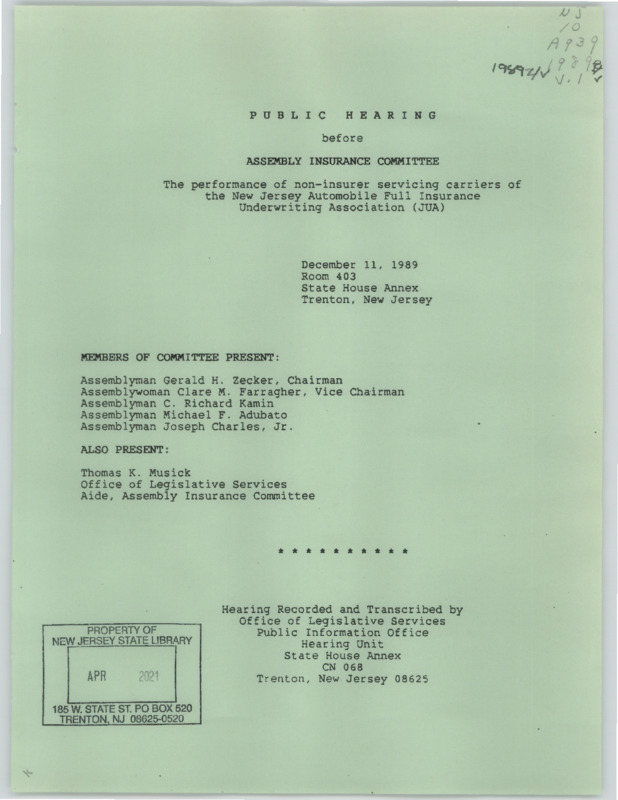 NJ
10
A939
1989z/v 1989
v.1
PUBLIC HEARING
before
ASSEMBLY INSURANCE COMMITTEE
The performance of non-insurer servicing carriers of
the New Jersey Automobile Full Insurance
Underwriting Association (JUA)
December 11, 1989
Room 403
State House Annex
Trenton, New Jersey
MEMBERS OF COMMITTEE PRESENT:
Assemblyman Gerald H. Zecker, Chairman
Assemblywoman Clare M. Farragher, Vice Chairman
Assemblyman C. Richard Kamin
Assemblyman Michael F. Adubato
Assemblyman Joseph Charles, Jr.
ALSO PRESENT:
Thomas K. Musick
Office of Legislative Services
Aide, Assembly Insurance Committee
* * * * * * * * * *
Hearing Recorded and Transcribed by
Office of Legislative Services
Public Information Office
Hearing Unit
State House Annex
CN 068
Trenton, New Jersey 08625
PROPERTY OF
NEW JERSEY STATE LIBRARY
APR 2021
185 W. STATE ST. PO BOX 520
TRENTON, NJ 08625-0520